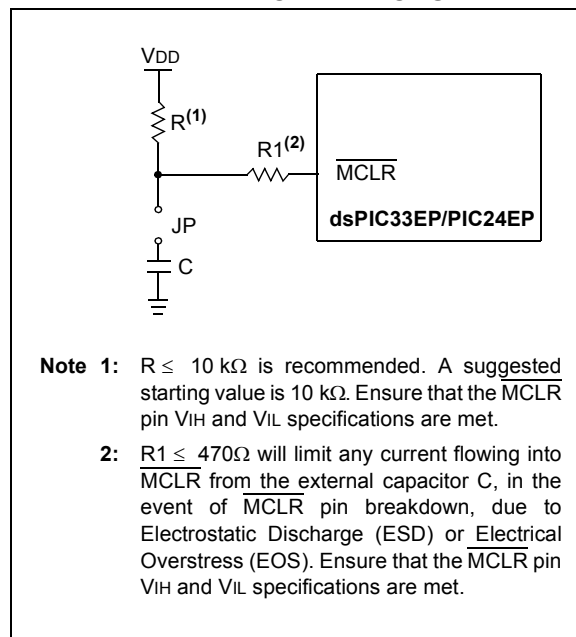 VDD
R(1)
R1(2)
MCLR
dsPIC33EP/PIC24EP
JP
C
Note 1: R ≤ 10 kΩ is recommended. A suggested
starting value is 10 kΩ. Ensure that the MCLR
pin VIH and VIL specifications are met.
2: R1 ≤ 470Ω will limit any current flowing into
MCLR from the external capacitor C, in the
event of MCLR pin breakdown, due to
Electrostatic Discharge (ESD) or Electrical
Overstress (EOS). Ensure that the MCLR pin
VIH and VIL specifications are met.